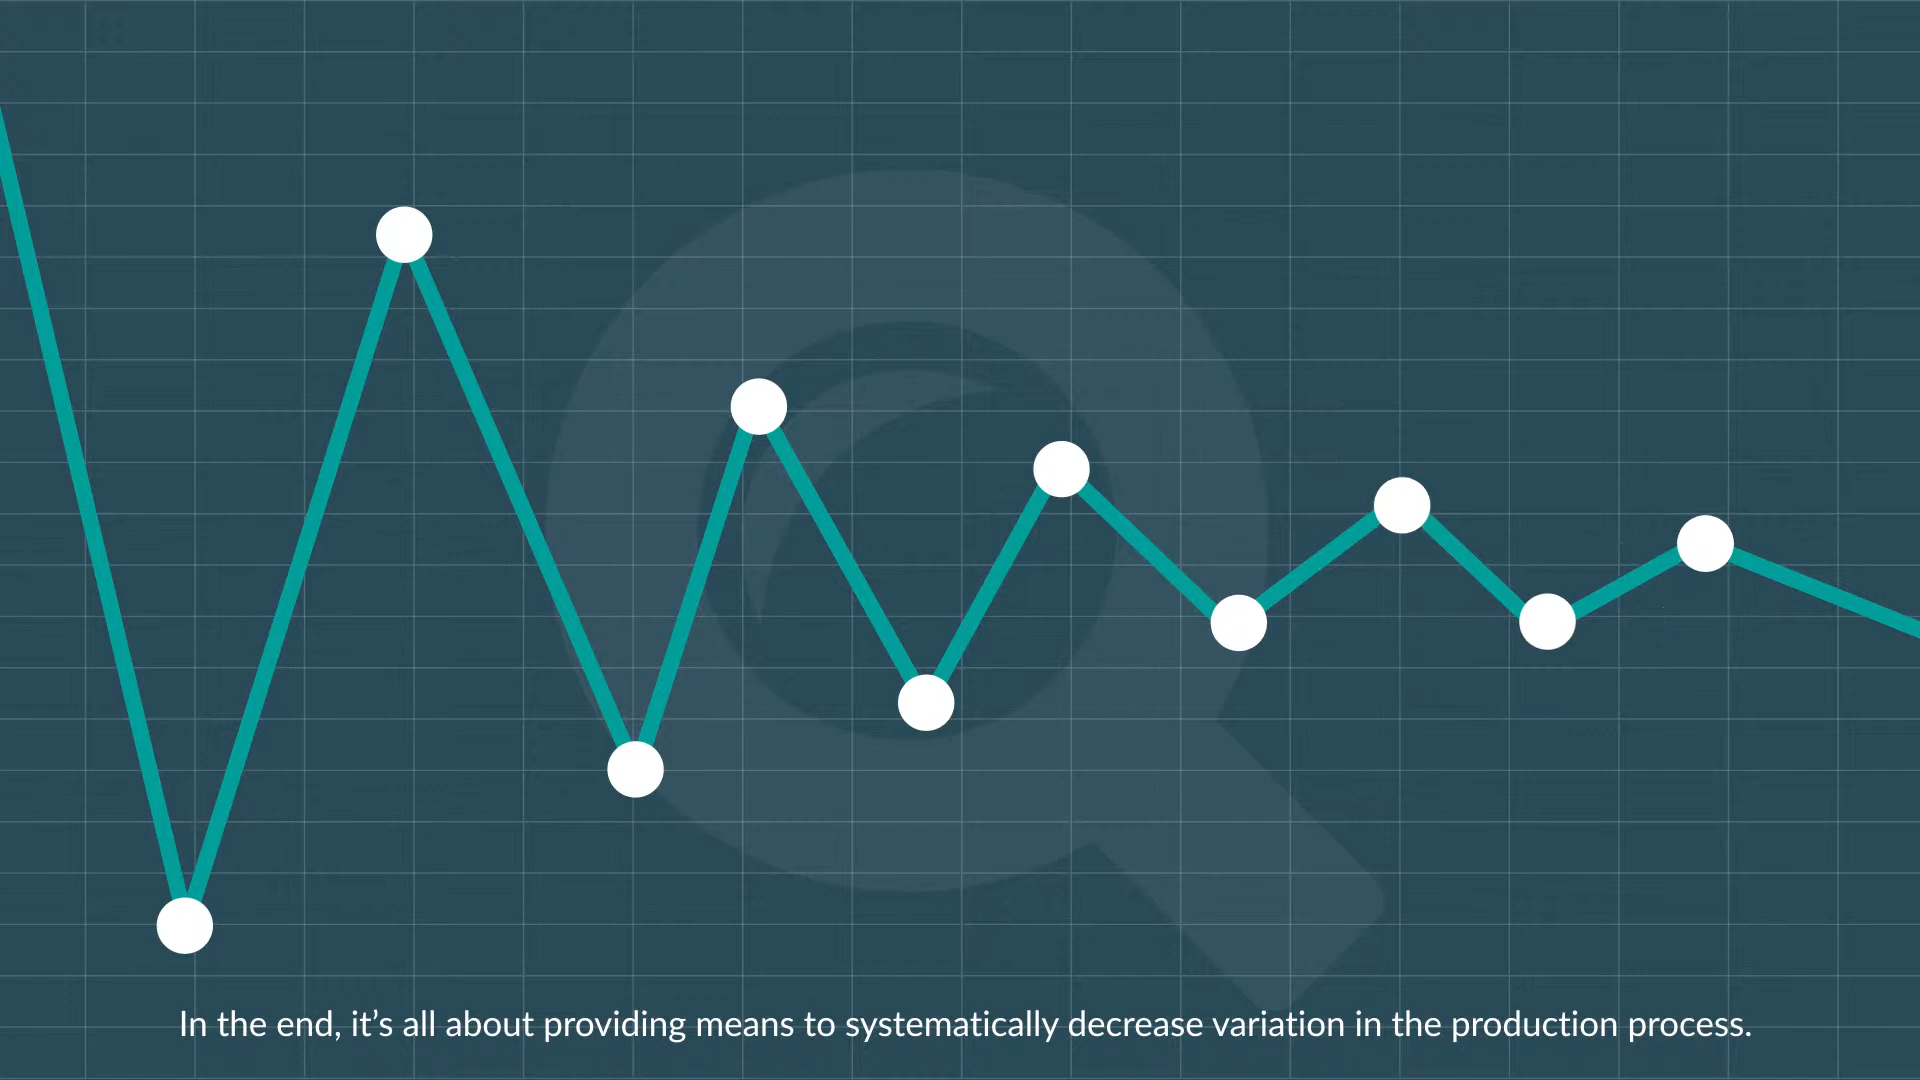 In the end, it’s all about providing means to systematically decrease variation in the production process.